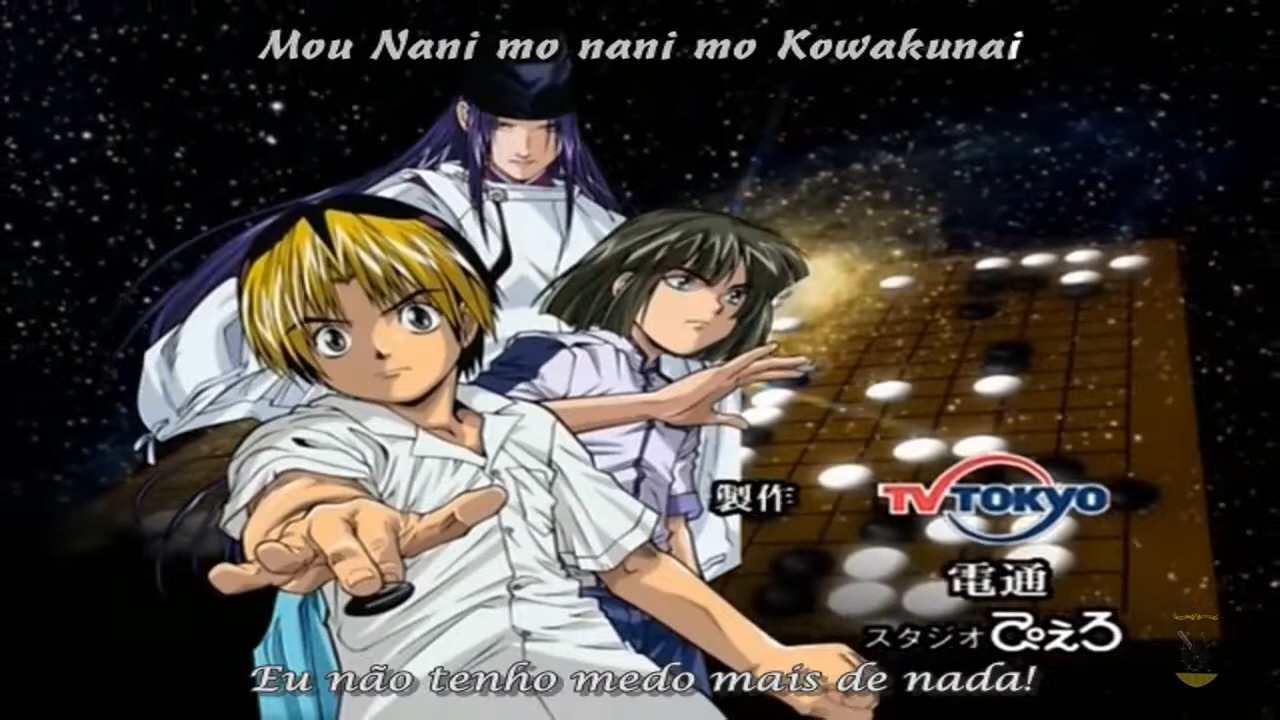 Mou Nani mo nani mo Kowakunai
製作
TV TOKYO
電通
スタジオぴえろ
Eu não tenho medo mais de nada!